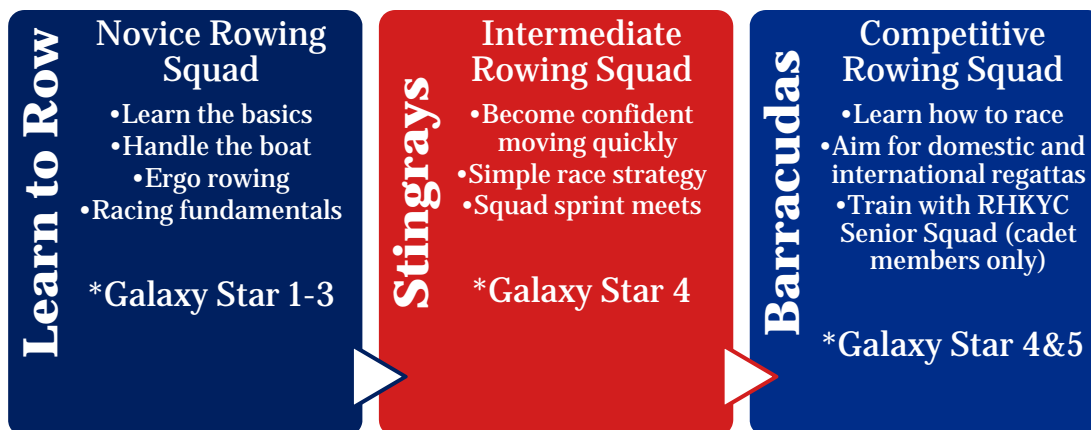 Learn to Row
Novice Rowing
Squad
•Learn the basics
•Handle the boat
•Ergo rowing
•Racing fundamentals
*Galaxy Star 1-3
Stingrays
Intermediate
Rowing Squad
•Become confident
moving quickly
•Simple race strategy
•Squad sprint meets
*Galaxy Star 4
Barracudas
Competitive
Rowing Squad
•Learn how to race
•Aim for domestic and
international regattas
•Train with RHKYC
Senior Squad (cadet
members only)
*Galaxy Star 4&5